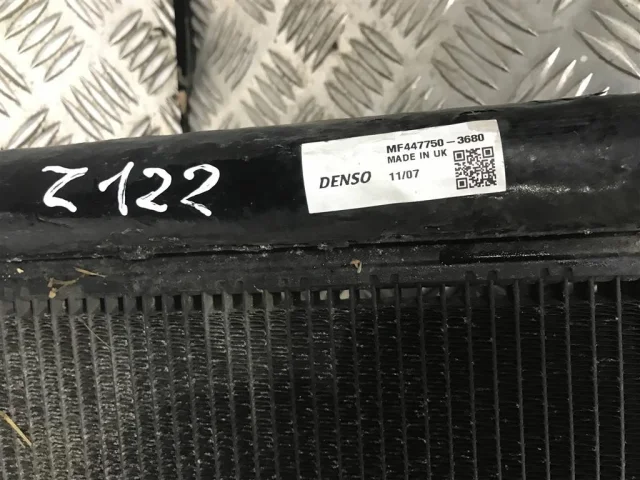 Z122
MF447750-3680
MADE IN UK
DENSO 11/07